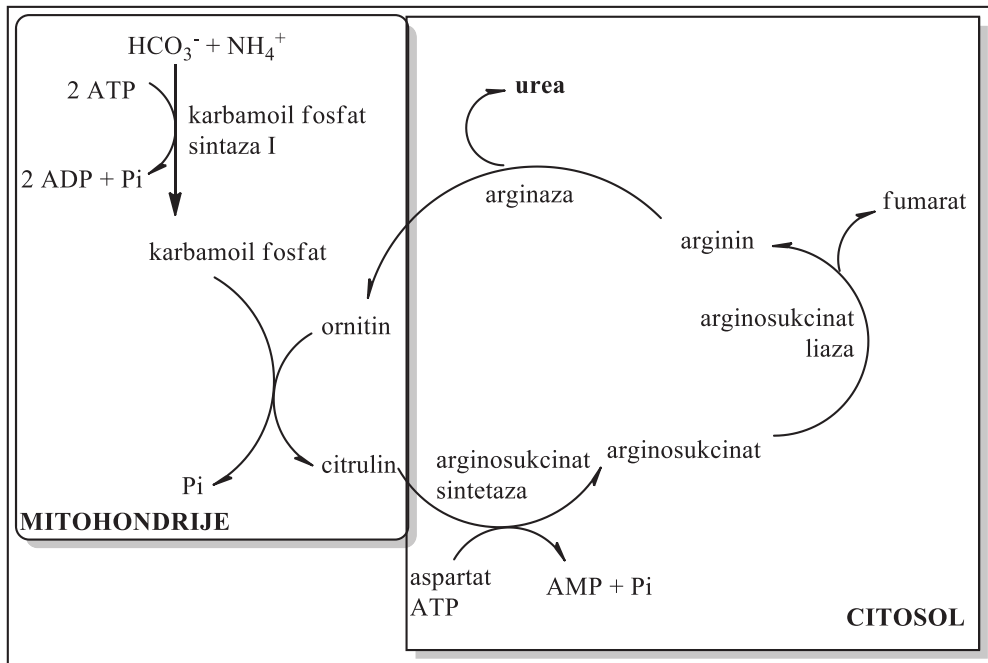 HCO₃⁻ + NH₄⁺
2 ATP
karbamoil fosfat
sintaza I
2 ADP + Pi
karbamoil fosfat
ornitin
citrulin
Pi
MITOHONDRIJE
urea
arginaza
arginin
fumarat
arginosukcinat
liaza
arginosukcinat
arginosukcinat
sintetaza
aspartat
ATP
AMP + Pi
CITOSOL